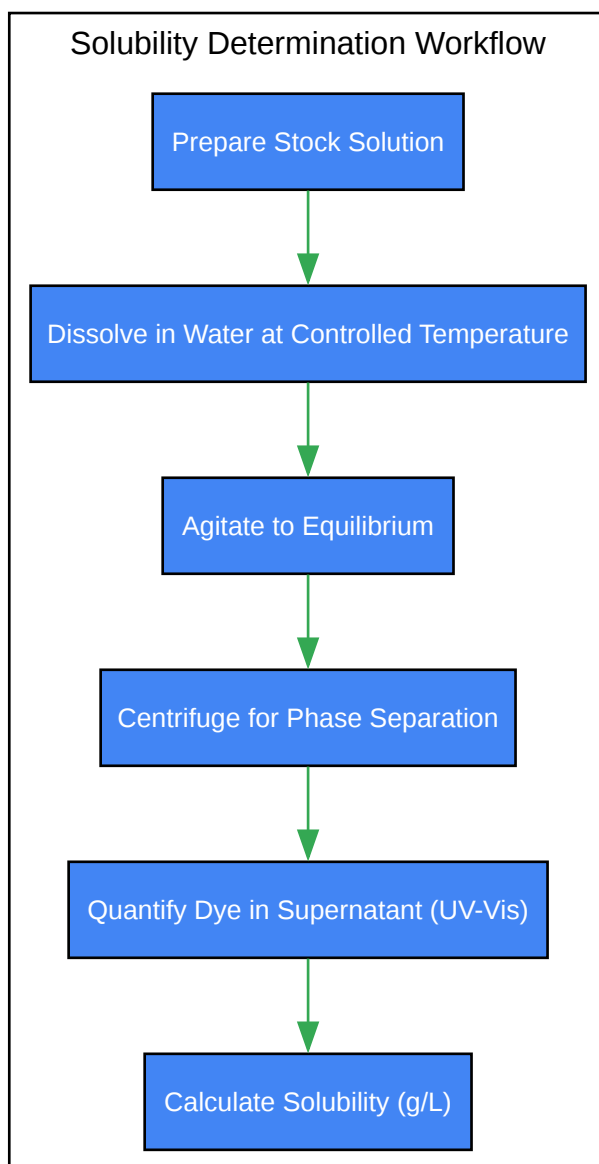 Solubility Determination Workflow
Prepare Stock Solution
Dissolve in Water at Controlled Temperature
Agitate to Equilibrium
Centrifuge for Phase Separation
Quantify Dye in Supernatant (UV-Vis)
Calculate Solubility (g/L)